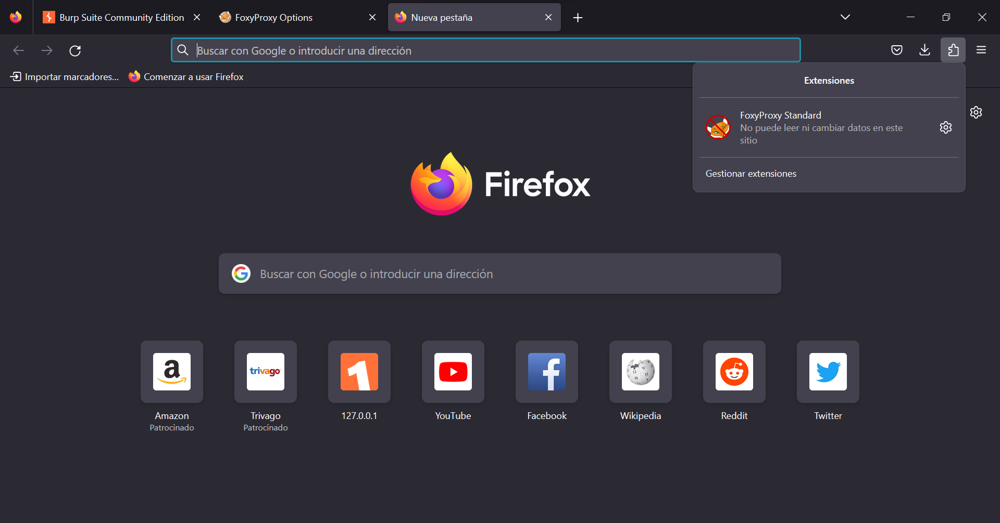 Burp Suite Community Edition
FoxyProxy Options
Nueva pestaña
Buscar con Google o introducir una dirección
Importar marcadores...
Comenzar a usar Firefox
Extensiones
FoxyProxy Standard
No puede leer ni cambiar datos en este
sitio
Gestionar extensiones
Firefox
Buscar con Google o introducir una dirección
a
trivago
1
f
Amazon
Patrocinado
Trivago
Patrocinado
127.0.0.1
YouTube
Facebook
Wikipedia
Reddit
Twitter